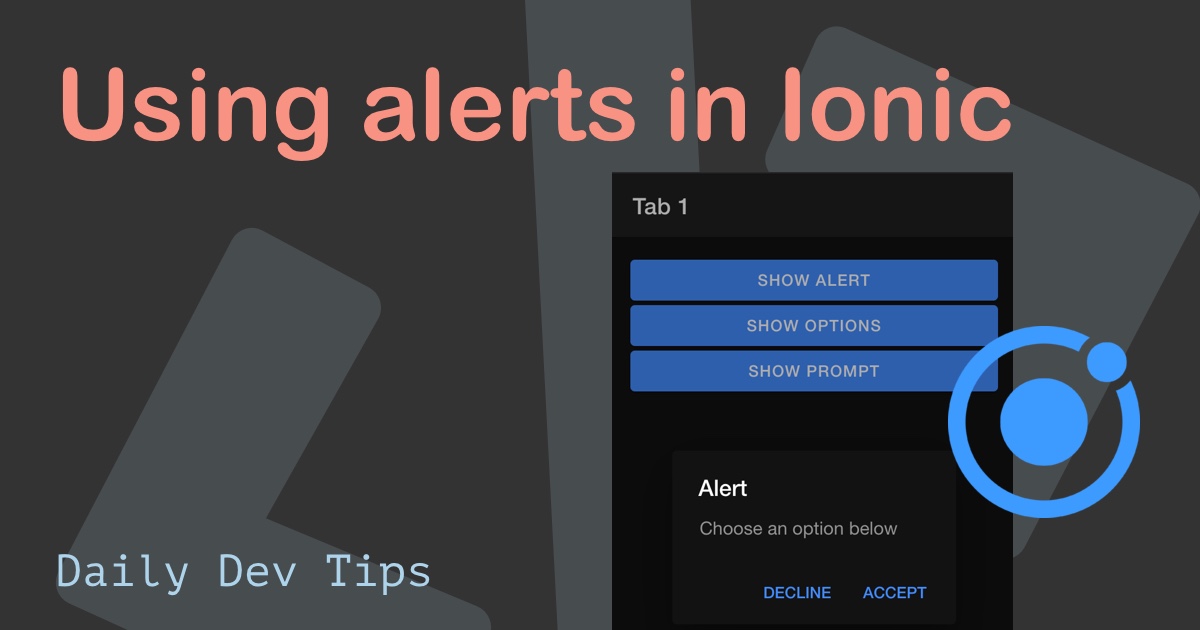 Using alerts in Ionic
Tab 1
SHOW ALERT
SHOW OPTIONS
SHOW PROMPT
Alert
Choose an option below
DECLINE ACCEPT
Daily Dev Tips